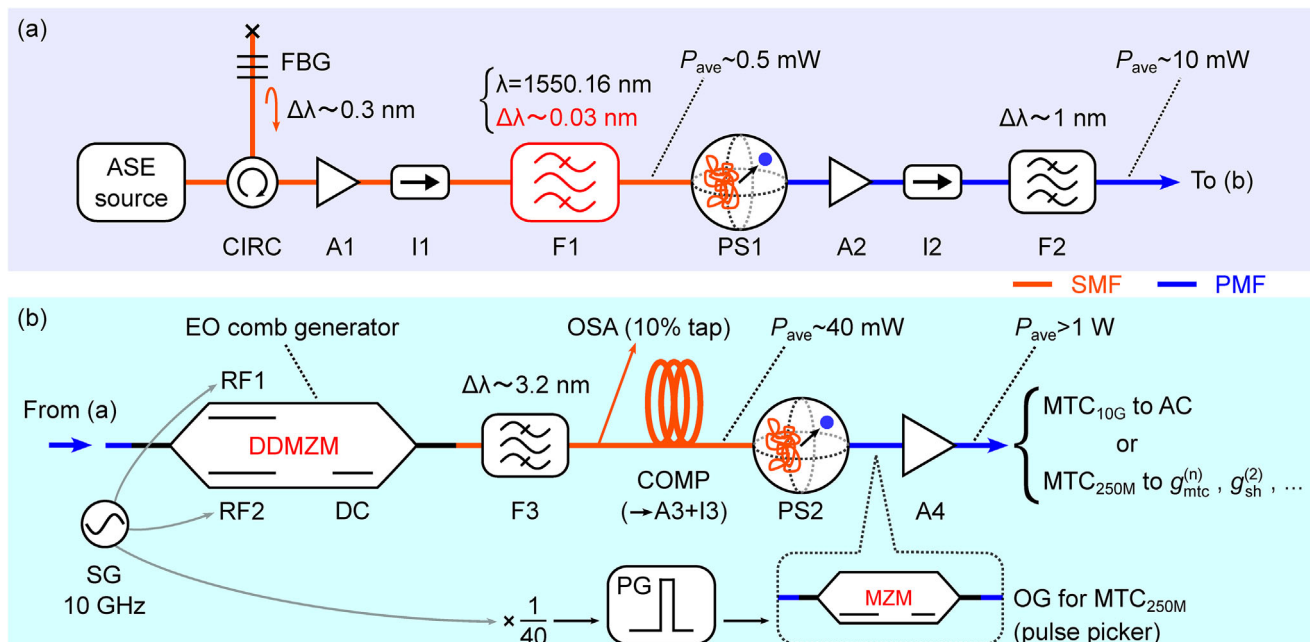 (a)
FBG
Δλ～0.3 nm
λ=1550.16 nm
Δλ～0.03 nm
Pave~0.5 mW
Pave~10 mW
Δλ～1 nm
ASE
source
To (b)
CIRC
A1
I1
F1
PS1
A2
I2
F2
SMF
PMF
(b)
EO comb generator
OSA (10% tap)
Pave~40 mW
Pave>1 W
RF1
Δλ～3.2 nm
From (a)
DDMZM
MTC10G to AC
or
MTC250M to g(n)mtc , g(2)sh , ...
RF2
DC
F3
COMP
(→A3+I3)
PS2
A4
SG
10 GHz
× 1/40
PG
MZM
OG for MTC250M
(pulse picker)